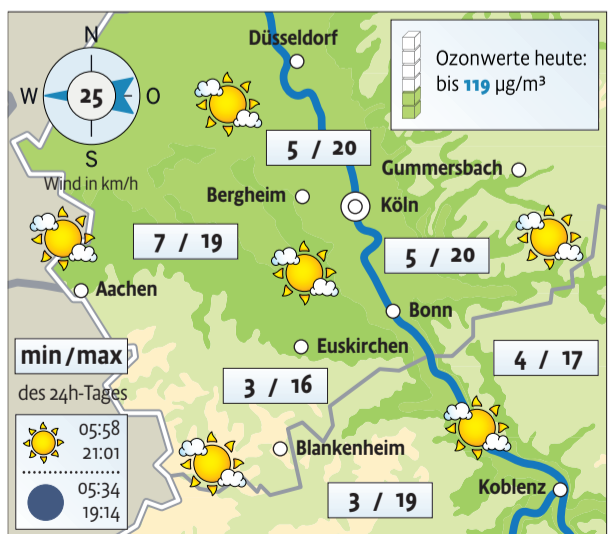 N
Düsseldorf
Ozonwerte heute:
bis 119 µg/m³
W 25 O
S
Wind in km/h
5 / 20
Gummersbach
Bergheim
Köln
7 / 19
5 / 20
Aachen
Bonn
Euskirchen
min/max
4 / 17
des 24h-Tages
3 / 16
05:58
21:01
Blankenheim
05:34
19:14
3 / 19
Koblenz